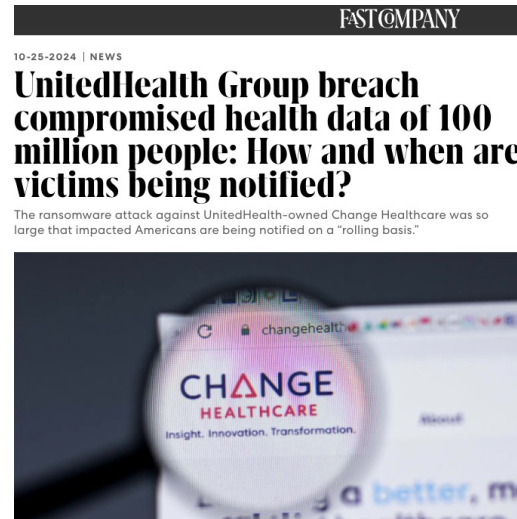 FAST COMPANY
10-25-2024 | NEWS
UnitedHealth Group breach
compromised health data of 100
million people: How and when are
victims being notified?
The ransomware attack against UnitedHealth-owned Change Healthcare was so
large that impacted Americans are being notified on a “rolling basis.”
changehealth
CHANGE
HEALTHCARE
Insight. Innovation. Transformation.
About
a better, m